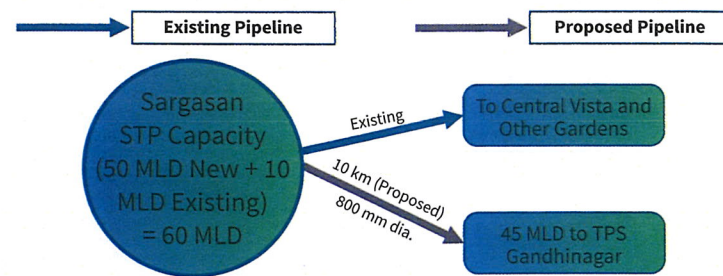 Existing Pipeline
Proposed Pipeline
Sargasan
STP Capacity
(50 MLD New + 10
MLD Existing)
= 60 MLD
Existing
To Central Vista and
Other Gardens
10 km (Proposed)
800 mm dia.
45 MLD to TPS
Gandhinagar